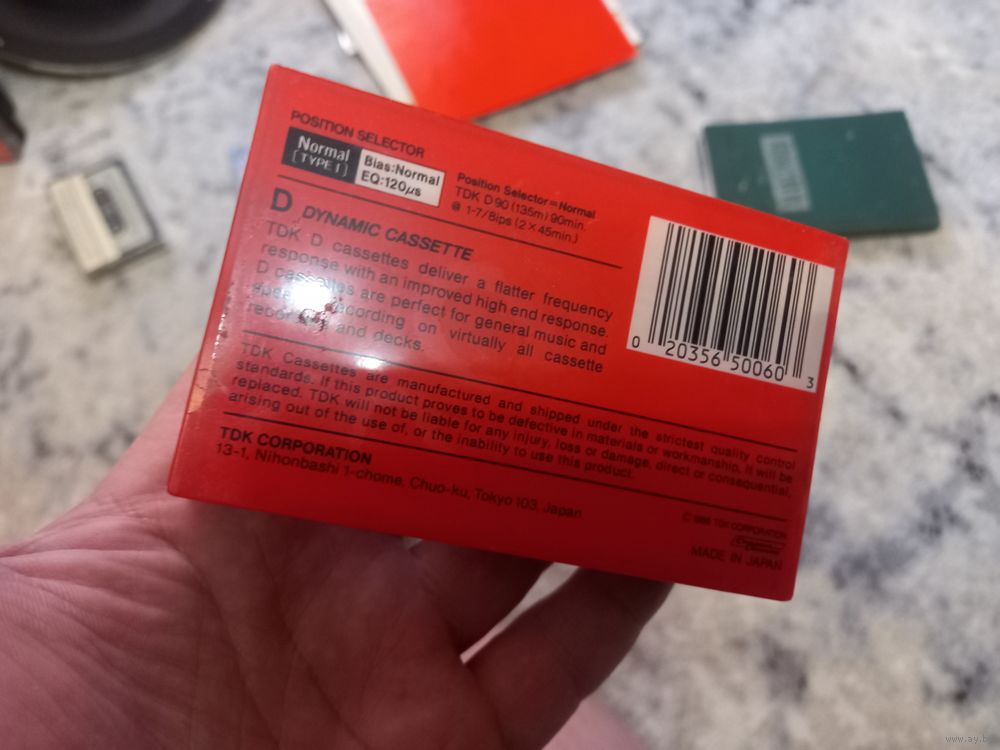 POSITION SELECTOR
Normal
[TYPE I]
Bias:Normal
EQ:120µs
Position Selector=Normal
TDK D90 (135m) 90min.
@ 1-7/8ips (2×45min.)
D DYNAMIC CASSETTE
TDK D cassettes deliver a flatter frequency
response with an improved high end response.
D cassettes are perfect for general music and
recording on virtually all cassette
and decks.
0 20356 50060 3
TDK Cassettes are manufactured and shipped under the strictest quality control
standards. If this product proves to be defective in materials or workmanship, it will be
replaced. TDK will not be liable for any injury, loss or damage, direct or consequential,
arising out of the use of, or the inability to use this product.
TDK CORPORATION
13-1, Nihonbashi 1-chome, Chuo-ku, Tokyo 103, Japan
TDK CORPORATION
MADE IN JAPAN